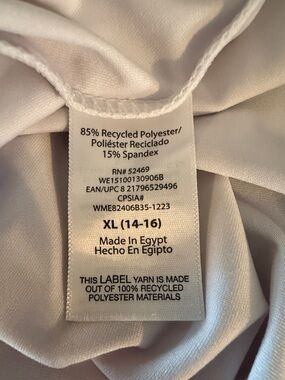 85% Recycled Polyester/
Poliéster Reciclado
15% Spandex
RN# 52469
WE15100130906B
EAN/UPC 8 21796529496
CPSIA#
WME82406B35-1223
XL (14-16)
Made In Egypt
Hecho En Egipto
THIS LABEL YARN IS MADE
OUT OF 100% RECYCLED
POLYESTER MATERIALS